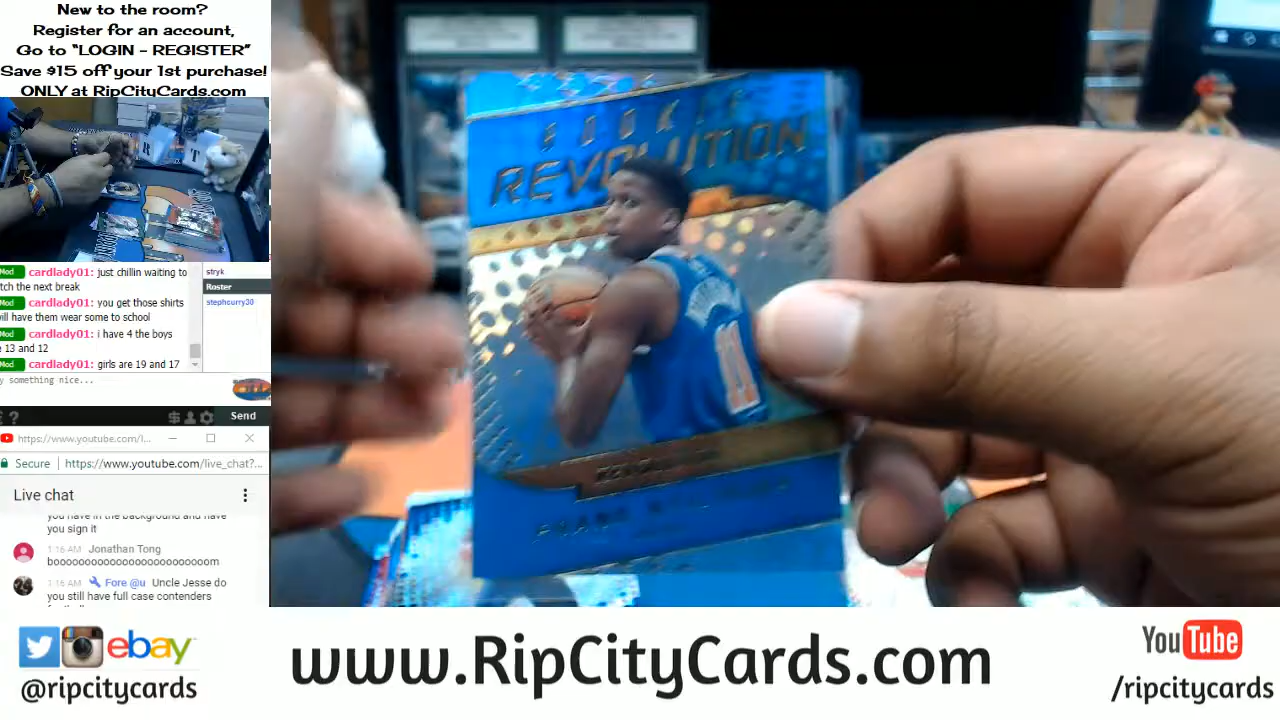 New to the room?
Register for an account,
Go to "LOGIN - REGISTER"
Save $15 off your 1st purchase!
ONLY at RipCityCards.com
R T
Mod cardlady01: just chillin waiting to
tch the next break
Mod cardlady01: you get those shirts
will have them wear some to school
Mod cardlady01: i have 4 the boys
e 13 and 12
Mod cardlady01: girls are 19 and 17
y something nice...
stryk
Roster
stephcurry30
? $ Send
https://www.youtube.com/l...
Secure https://www.youtube.com/live_chat?...
Live chat
you have in the background and have
you sign it
1:16 AM Jonathan Tong
booooooooooooooooooooooooom
1:16 AM Fore @u Uncle Jesse do
you still have full case contenders
ROOKIE
REVOLUTION
11
FRANK
ebay
@ripcitycards
www.RipCityCards.com
YouTube
/ripcitycards